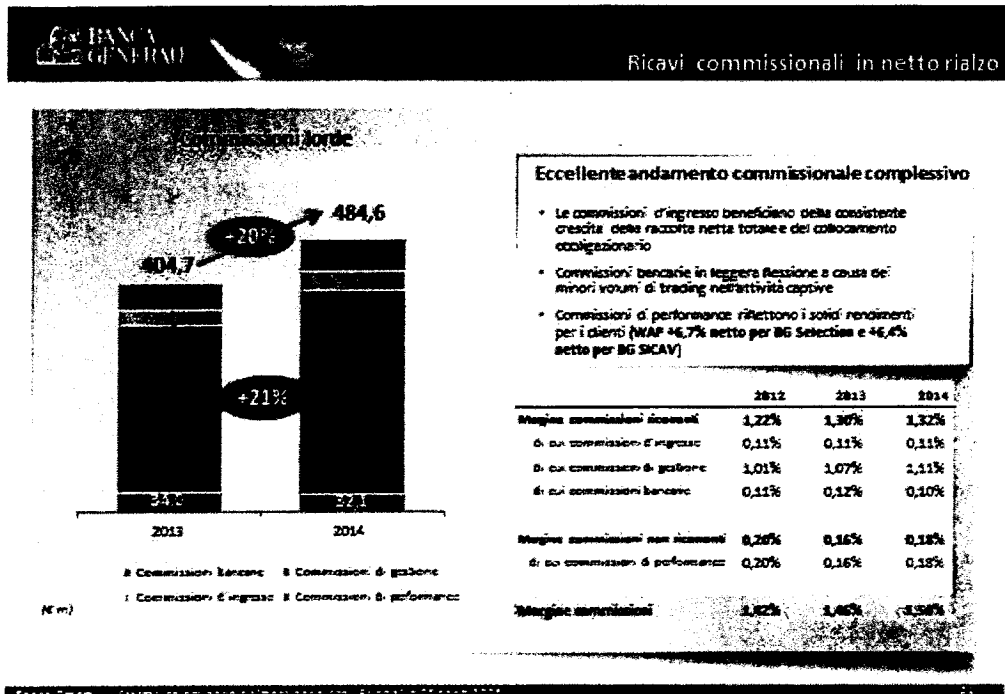 BANCA
GENERALI
Ricavi commissionali in netto rialzo
Commissioni lorde
484,6
+20%
404,7
+21%
32,1
2013 2014
Commissioni bancarie Commissioni di gestione
Commissioni d'ingresso Commissioni di performance
(€ m)
Eccellente andamento commissionale complessivo
• Le commissioni d'ingresso beneficiano della consistente
crescita della raccolta netta totale e del collocamento
obbligazionario
• Commissioni bancarie in leggera flessione a causa dei
minori volumi di trading nell'attività captive
• Commissioni di performance riflettono i solidi rendimenti
per i clienti (WAP +6,7% netto per BG Selection e +6,4%
netto per BG SICAV)
2012 2013 2014
Margine commissioni ricorrenti 1,22% 1,30% 1,32%
di cui commissioni d'ingresso 0,11% 0,11% 0,11%
di cui commissioni di gestione 1,01% 1,07% 1,11%
di cui commissioni bancarie 0,11% 0,12% 0,10%
Margine commissioni non ricorrenti 0,20% 0,16% 0,18%
di cui commissioni di performance 0,20% 0,16% 0,18%
Margine commissioni 1,46%